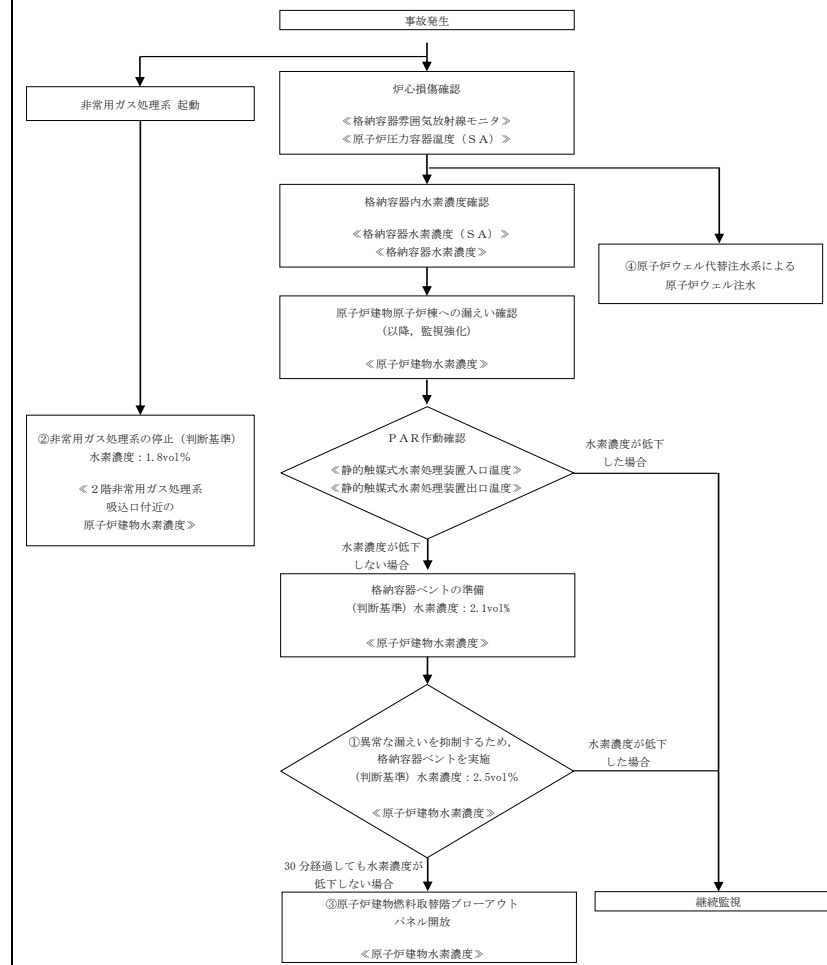 事故発生
非常用ガス処理系 起動
炉心損傷確認
≪格納容器雰囲気放射線モニタ≫
≪原子炉圧力容器温度（ＳＡ）≫
格納容器内水素濃度確認
≪格納容器水素濃度（ＳＡ）≫
≪格納容器水素濃度≫
④原子炉ウェル代替注水系による
原子炉ウェル注水
原子炉建物原子炉棟への漏えい確認
（以降，監視強化）
≪原子炉建物水素濃度≫
②非常用ガス処理系の停止（判断基準）
水素濃度：1.8vol%
≪２階非常用ガス処理系
吸込口付近の
原子炉建物水素濃度≫
ＰＡＲ作動確認
≪静的触媒式水素処理装置入口温度≫
≪静的触媒式水素処理装置出口温度≫
水素濃度が低下
した場合
水素濃度が低下
しない場合
格納容器ベントの準備
（判断基準）水素濃度：2.1vol%
≪原子炉建物水素濃度≫
①異常な漏えいを抑制するため，
格納容器ベントを実施
（判断基準）水素濃度：2.5vol%
≪原子炉建物水素濃度≫
水素濃度が低下
した場合
30 分経過しても水素濃度が
低下しない場合
③原子炉建物燃料取替階ブローアウト
パネル開放
≪原子炉建物水素濃度≫
継続監視